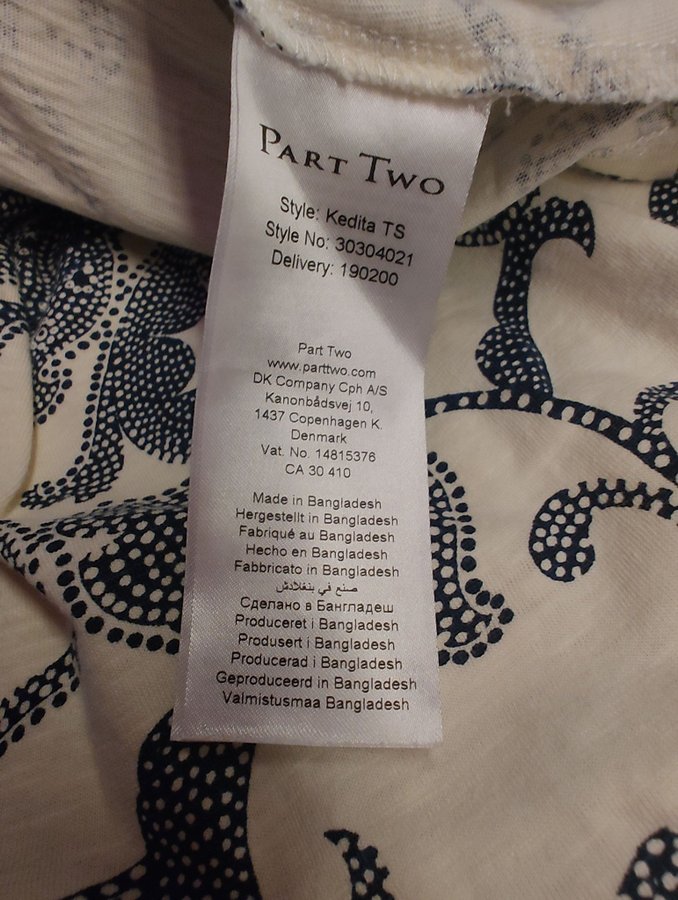 PART TWO
Style: Kedita TS
Style No: 30304021
Delivery: 190200
Part Two
www.parttwo.com
DK Company Cph A/S
Kanonbådsvej 10,
1437 Copenhagen K.
Denmark
Vat. No. 14815376
CA 30 410
Made in Bangladesh
Hergestellt in Bangladesh
Fabriqué au Bangladesh
Hecho en Bangladesh
Fabbricato in Bangladesh
صنع في بنغلادش
Сделано в Бангладеш
Produceret i Bangladesh
Produsert i Bangladesh
Producerad i Bangladesh
Geproduceerd in Bangladesh
Valmistusmaa Bangladesh